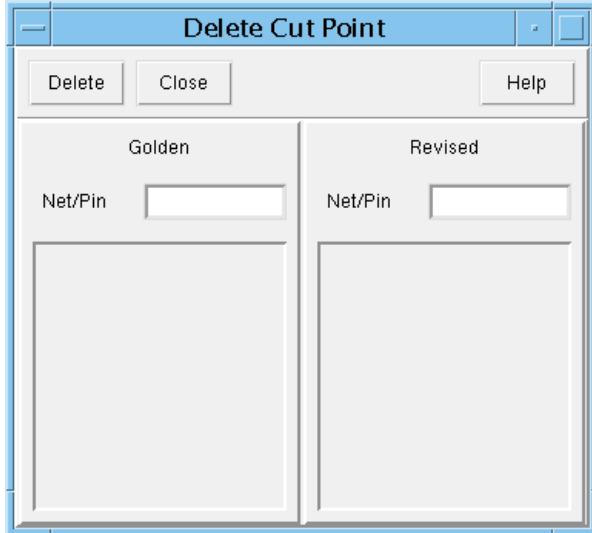 Delete Cut Point
Delete Close Help
Golden Revised
Net/Pin Net/Pin